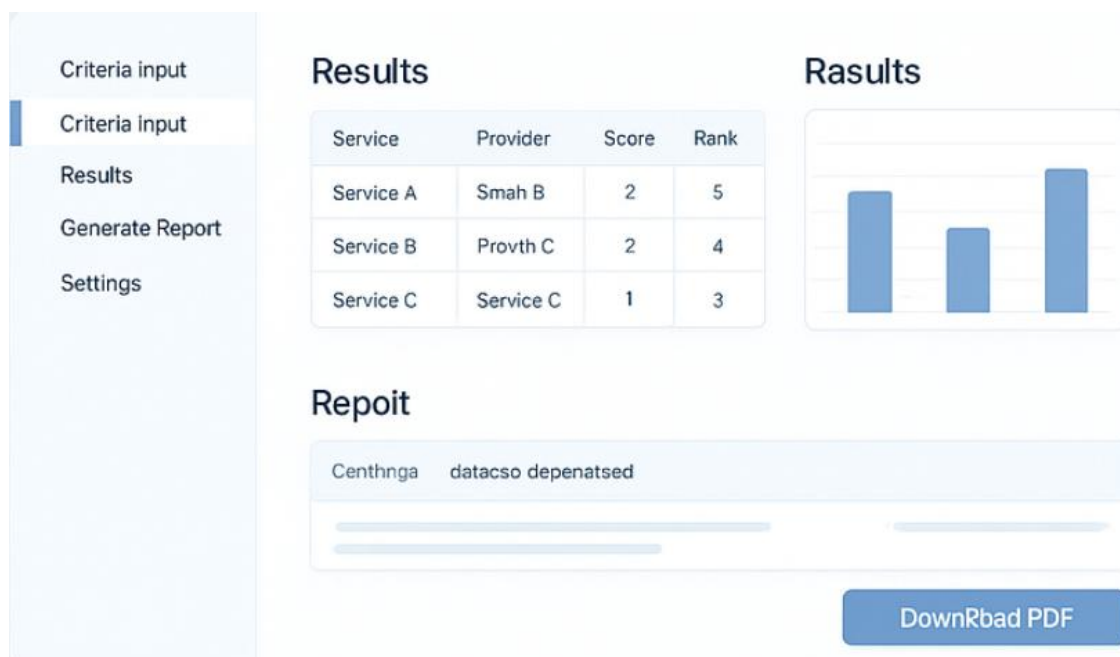 Criteria input
Criteria input
Results
Generate Report
Settings
Results
Service Provider Score Rank
Service A Smah B 2 5
Service B Provth C 2 4
Service C Service C 1 3
Rasults
Repoit
Centhnga datacso depenatsed
DownRbad PDF